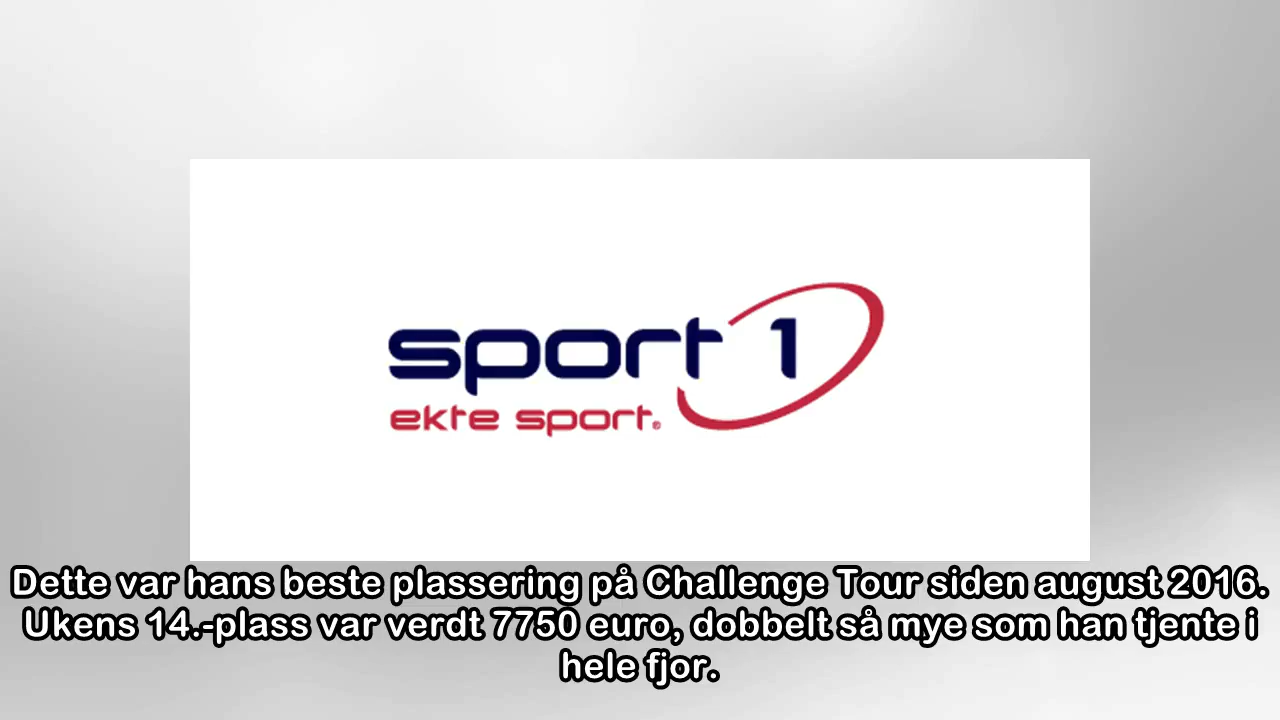 sport 1
ekte sport.®
Dette var hans beste plassering på Challenge Tour siden august 2016.
Ukens 14.-plass var verdt 7750 euro, dobbelt så mye som han tjente i
hele fjor.